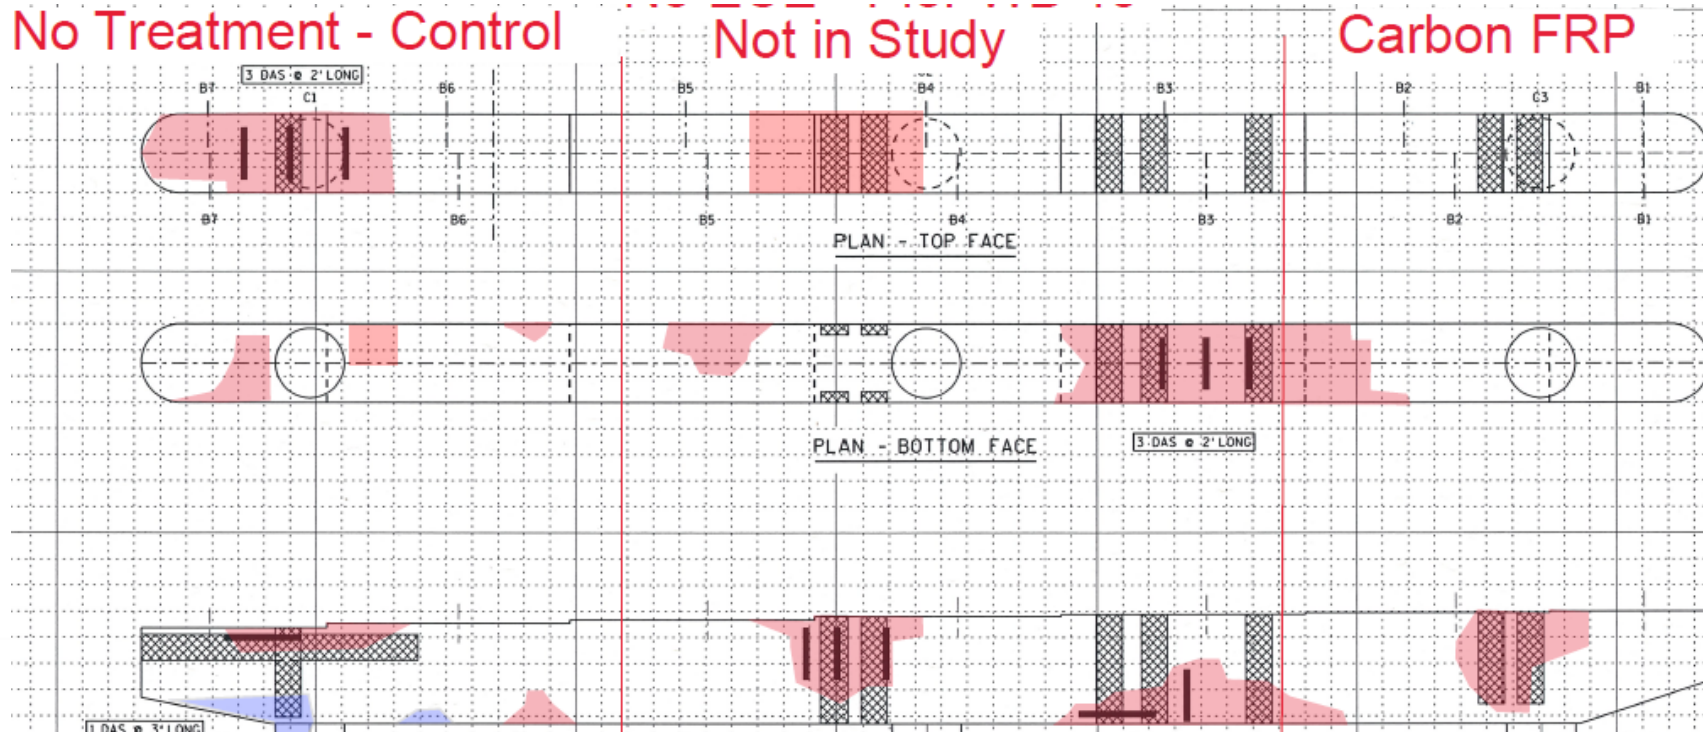 No Treatment - Control
Not in Study
Carbon FRP
3 DAS @ 2' LONG
B7
C1
B6
B5
B4
B3
B2
C3
B1
B7
B6
B5
B4
B3
B2
B1
PLAN - TOP FACE
PLAN - BOTTOM FACE
3 DAS @ 2' LONG
1 DAS @ 3' LONG